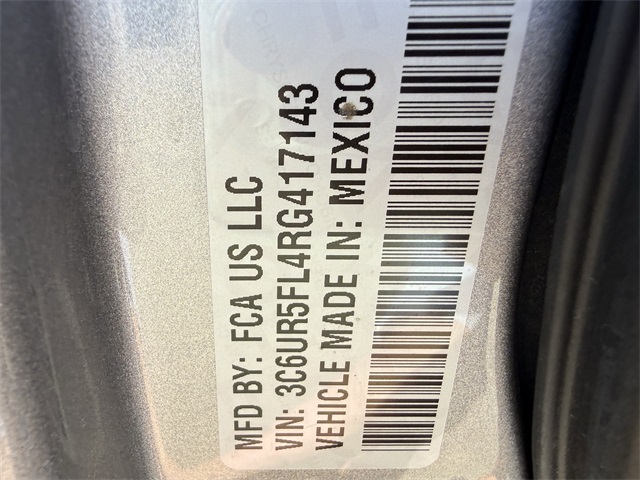 MFD BY: FCA US LLC
VIN: 3C6UR5FL4RG417143
VEHICLE MADE IN: MEXICO